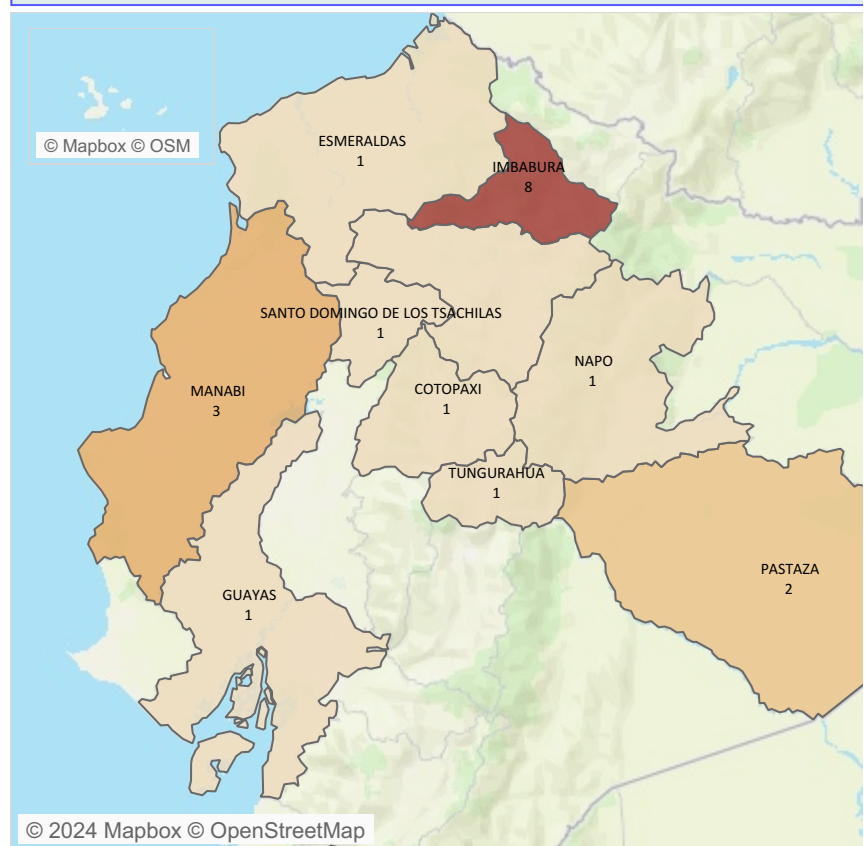 © Mapbox © OSM
ESMERALDAS
1
IMBABURA
8
SANTO DOMINGO DE LOS TSACHILAS
1
NAPO
1
COTOPAXI
1
MANABI
3
TUNGURAHUA
1
PASTAZA
2
GUAYAS
1
© 2024 Mapbox © OpenStreetMap